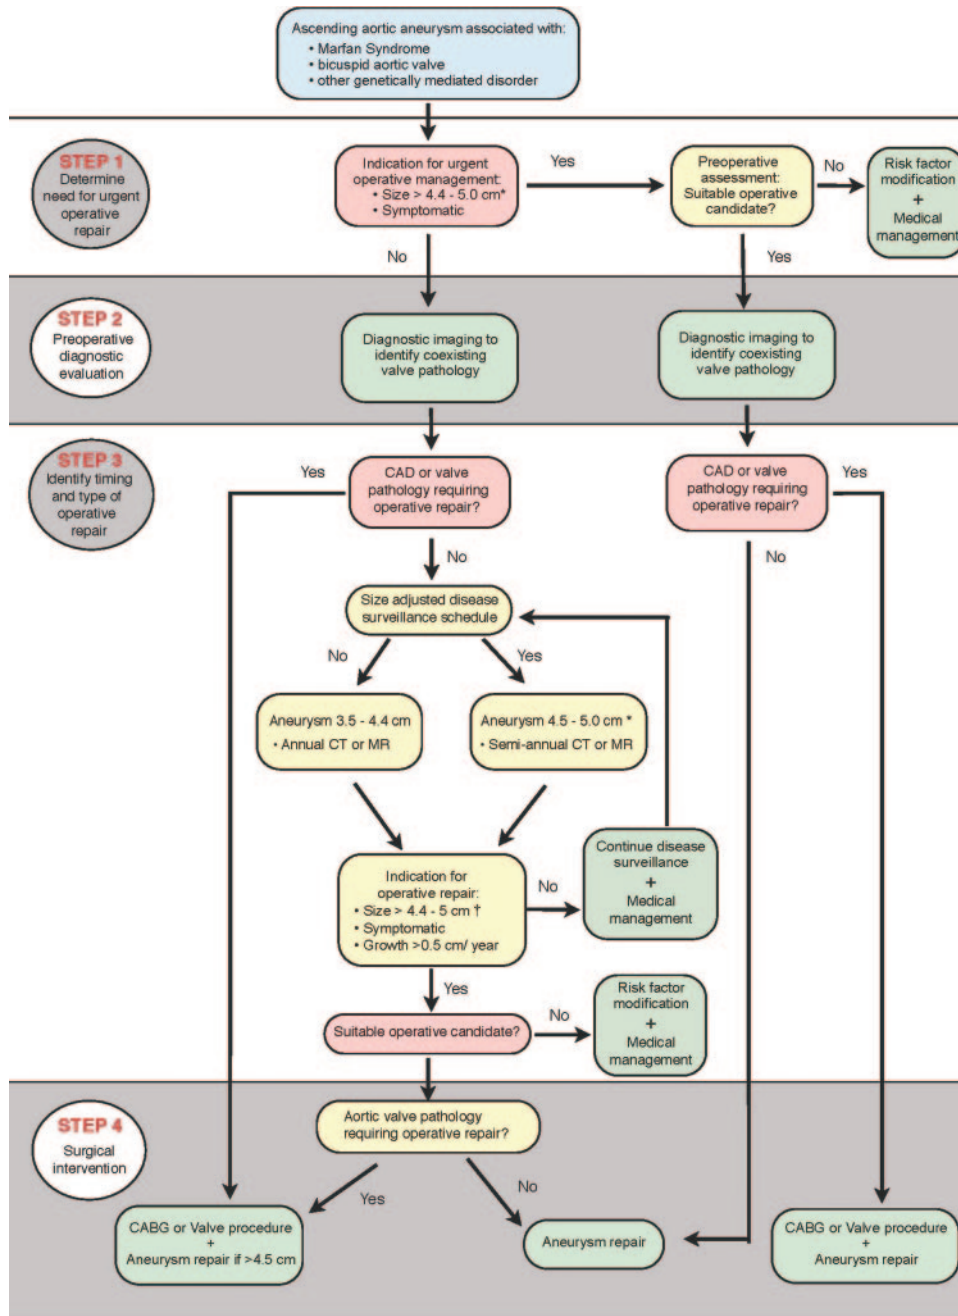 Ascending aortic aneurysm associated with:
• Marfan Syndrome
• bicuspid aortic valve
• other genetically mediated disorder
STEP 1
Determine
need for urgent
operative
repair
Indication for urgent
operative management:
• Size > 4.4 - 5.0 cm*
• Symptomatic
Yes
Preoperative
assessment:
Suitable operative
candidate?
No
Risk factor
modification
+
Medical
management
No
Yes
STEP 2
Preoperative
diagnostic
evaluation
Diagnostic imaging to
identify coexisting
valve pathology
Diagnostic imaging to
identify coexisting
valve pathology
STEP 3
Identify timing
and type of
operative
repair
Yes
CAD or valve
pathology requiring
operative repair?
CAD or valve
pathology requiring
operative repair?
Yes
No
No
Size adjusted disease
surveillance schedule
No
Yes
Aneurysm 3.5 - 4.4 cm
• Annual CT or MR
Aneurysm 4.5 - 5.0 cm *
• Semi-annual CT or MR
Indication for
operative repair:
• Size > 4.4 - 5 cm †
• Symptomatic
• Growth >0.5 cm/ year
No
Continue disease
surveillance
+
Medical
management
Yes
Suitable operative candidate?
No
Risk factor
modification
+
Medical
management
STEP 4
Surgical
intervention
Aortic valve pathology
requiring operative repair?
Yes
No
CABG or Valve procedure
+
Aneurysm repair if >4.5 cm
Aneurysm repair
CABG or Valve procedure
+
Aneurysm repair